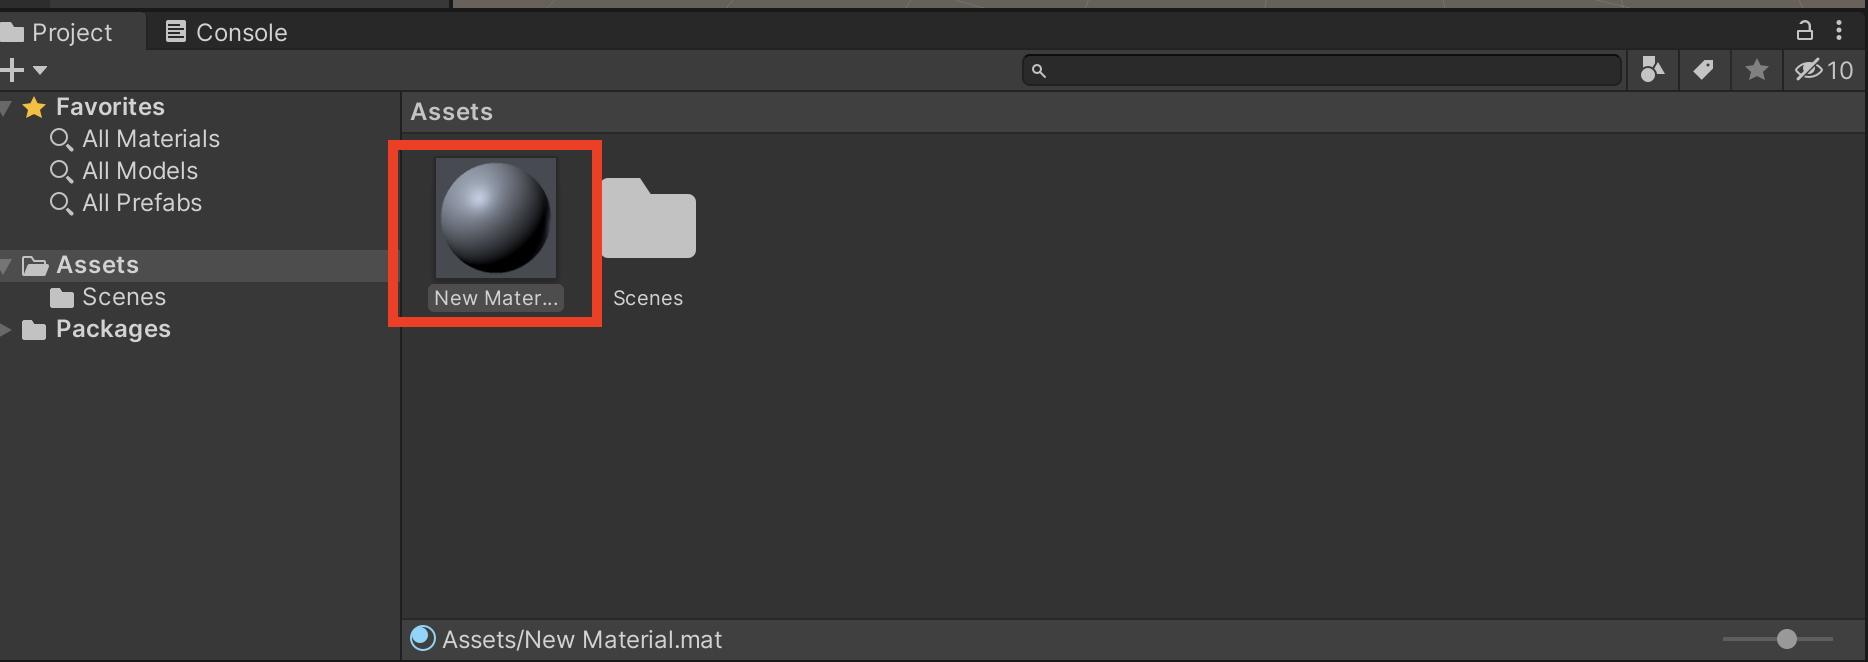 Project
Console
10
Favorites
All Materials
All Models
All Prefabs
Assets
Scenes
Packages
Assets
New Mater...
Scenes
Assets/New Material.mat